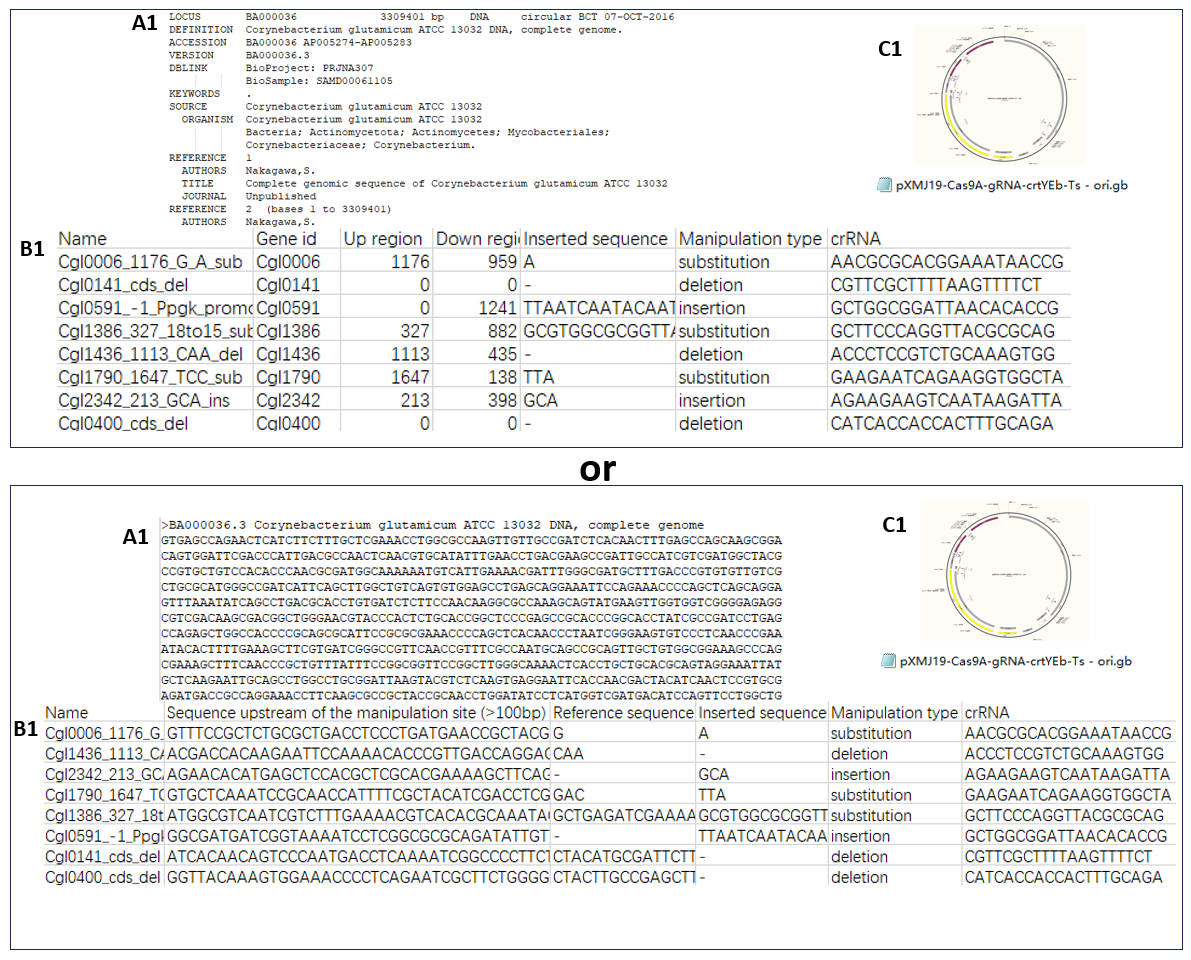 A1
LOCUS BA000036 3309401 bp DNA circular BCT 07-OCT-2016
DEFINITION Corynebacterium glutamicum ATCC 13032 DNA, complete genome.
ACCESSION BA000036 AP005274-AP005283
VERSION BA000036.3
DBLINK BioProject: PRJNA307
BioSample: SAMD00061105
KEYWORDS .
SOURCE Corynebacterium glutamicum ATCC 13032
ORGANISM Corynebacterium glutamicum ATCC 13032
Bacteria; Actinomycetota; Actinomycetes; Mycobacteriales;
Corynebacteriaceae; Corynebacterium.
REFERENCE 1
AUTHORS Nakagawa,S.
TITLE Complete genomic sequence of Corynebacterium glutamicum ATCC 13032
JOURNAL Unpublished
REFERENCE 2 (bases 1 to 3309401)
AUTHORS Nakagawa,S.
C1
pXMJ19-Cas9A-gRNA-crtYEb-Ts - ori.gb
B1
Name Gene id Up region Down regi Inserted sequence Manipulation type crRNA
Cgl0006_1176_G_A_sub Cgl0006 1176 959 A substitution AACGCGCACGGAAATAACCG
Cgl0141_cds_del Cgl0141 0 0 - deletion CGTTCGCTTTTAAGTTTTCT
Cgl0591_-1_Ppgk_promo Cgl0591 0 1241 TTAATCAATACAAT insertion GCTGGCGGATTAACACACCG
Cgl1386_327_18to15_sub Cgl1386 327 882 GCGTGGCGCGGTTA substitution GCTTCCCAGGTTACGCGCAG
Cgl1436_1113_CAA_del Cgl1436 1113 435 - deletion ACCCTCCGTCTGCAAAGTGG
Cgl1790_1647_TCC_sub Cgl1790 1647 138 TTA substitution GAAGAATCAGAAGGTGGCTA
Cgl2342_213_GCA_ins Cgl2342 213 398 GCA insertion AGAAGAAGTCAATAAGATTA
Cgl0400_cds_del Cgl0400 0 0 - deletion CATCACCACCACTTTGCAGA
or
A1
>BA000036.3 Corynebacterium glutamicum ATCC 13032 DNA, complete genome
GTGAGCCAGAACTCATCTTCTTTGCTCGAAACCTGGCGCCAAGTTGTTGCCGATCTCACAACTTTGAGCCAGCAAGCGGA
CAGTGGATTCGACCCATTGACGCCAACTCAACGTGCATATTTGAACCTGACGAAGCCGATTGCCATCGTCGATGGCTACG
CCGTGCTGTCCACACCCAACGCGATGGCAAAAAATGTCATTGAAAACGATTTGGGCGATGCTTTGACCCGTGTGTTGTCG
CTGCGCATGGGCCGATCATTCAGCTTGGCTGTCAGTGTGGAGCCTGAGCAGGAAATTCCAGAAACCCCAGCTCAGCAGGA
GTTTAAATATCAGCCTGACGCACCTGTGATCTCTTCCAACAAGGCGCCAAAGCAGTATGAAGTTGGTGGTCGGGGAGAGG
CGTCGACAAGCGACGGCTGGGAACGTACCCACTCTGCACCGGCTCCCGAGCCGCACCCGGCACCTATCGCCGATCCTGAG
CCAGAGCTGGCCACCCCGCAGCGCATTCCGCGCGAAACCCCAGCTCACAACCCTAATCGGGAAGTGTCCCTCAACCCGAA
ATACACTTTTGAAAGCTTCGTGATCGGGCCGTTCAACCGTTTCGCCAATGCAGCCGCAGTTGCTGTGGCGGAAAGCCCAG
CGAAAGCTTTCAACCCGCTGTTTATTTCCGGCGGTTCCGGCTTGGGCAAAACTCACCTGCTGCACGCAGTAGGAAATTAT
GCTCAAGAATTGCAGCCTGGCCTGCGGATTAAGTACGTCTCAAGTGAGGAATTCACCAACGACTACATCAACTCCGTGCG
AGATGACCGCCAGGAAACCTTCAAGCGCCGCTACCGCAACCTGGATATCCTCATGGTCGATGACATCCAGTTCCTGGCTG
C1
pXMJ19-Cas9A-gRNA-crtYEb-Ts - ori.gb
B1
Name Sequence upstream of the manipulation site (>100bp) Reference sequence Inserted sequence Manipulation type crRNA
Cgl0006_1176_G_ GTTTCCGCTCTGCGCTGACCTCCCTGATGAACCGCTACG G A substitution AACGCGCACGGAAATAACCG
Cgl1436_1113_CA ACGACCACAAGAATTCCAAAACACCCGTTGACCAGGAC CAA - deletion ACCCTCCGTCTGCAAAGTGG
Cgl2342_213_GCA AGAACACATGAGCTCCACGCTCGCACGAAAAGCTTCAG - GCA insertion AGAAGAAGTCAATAAGATTA
Cgl1790_1647_TC GTGCTCAAATCCGCAACCATTTTCGCTACATCGACCTCG GAC TTA substitution GAAGAATCAGAAGGTGGCTA
Cgl1386_327_18t ATGGCGTCAATCGTCTTTGAAAACGTCACACGCAAATA GCTGAGATCGAAAA GCGTGGCGCGGTT substitution GCTTCCCAGGTTACGCGCAG
Cgl0591_-1_Ppgk GGCGATGATCGGTAAAATCCTCGGCGCGCAGATATTGT - TTAATCAATACAA insertion GCTGGCGGATTAACACACCG
Cgl0141_cds_del ATCACAACAGTCCCAATGACCTCAAAATCGGCCCCTTCT CTACATGCGATTCTT - deletion CGTTCGCTTTTAAGTTTTCT
Cgl0400_cds_del GGTTACAAAGTGGAAACCCCTCAGAATCGCTTCTGGGG CTACTTGCCGAGCTT - deletion CATCACCACCACTTTGCAGA